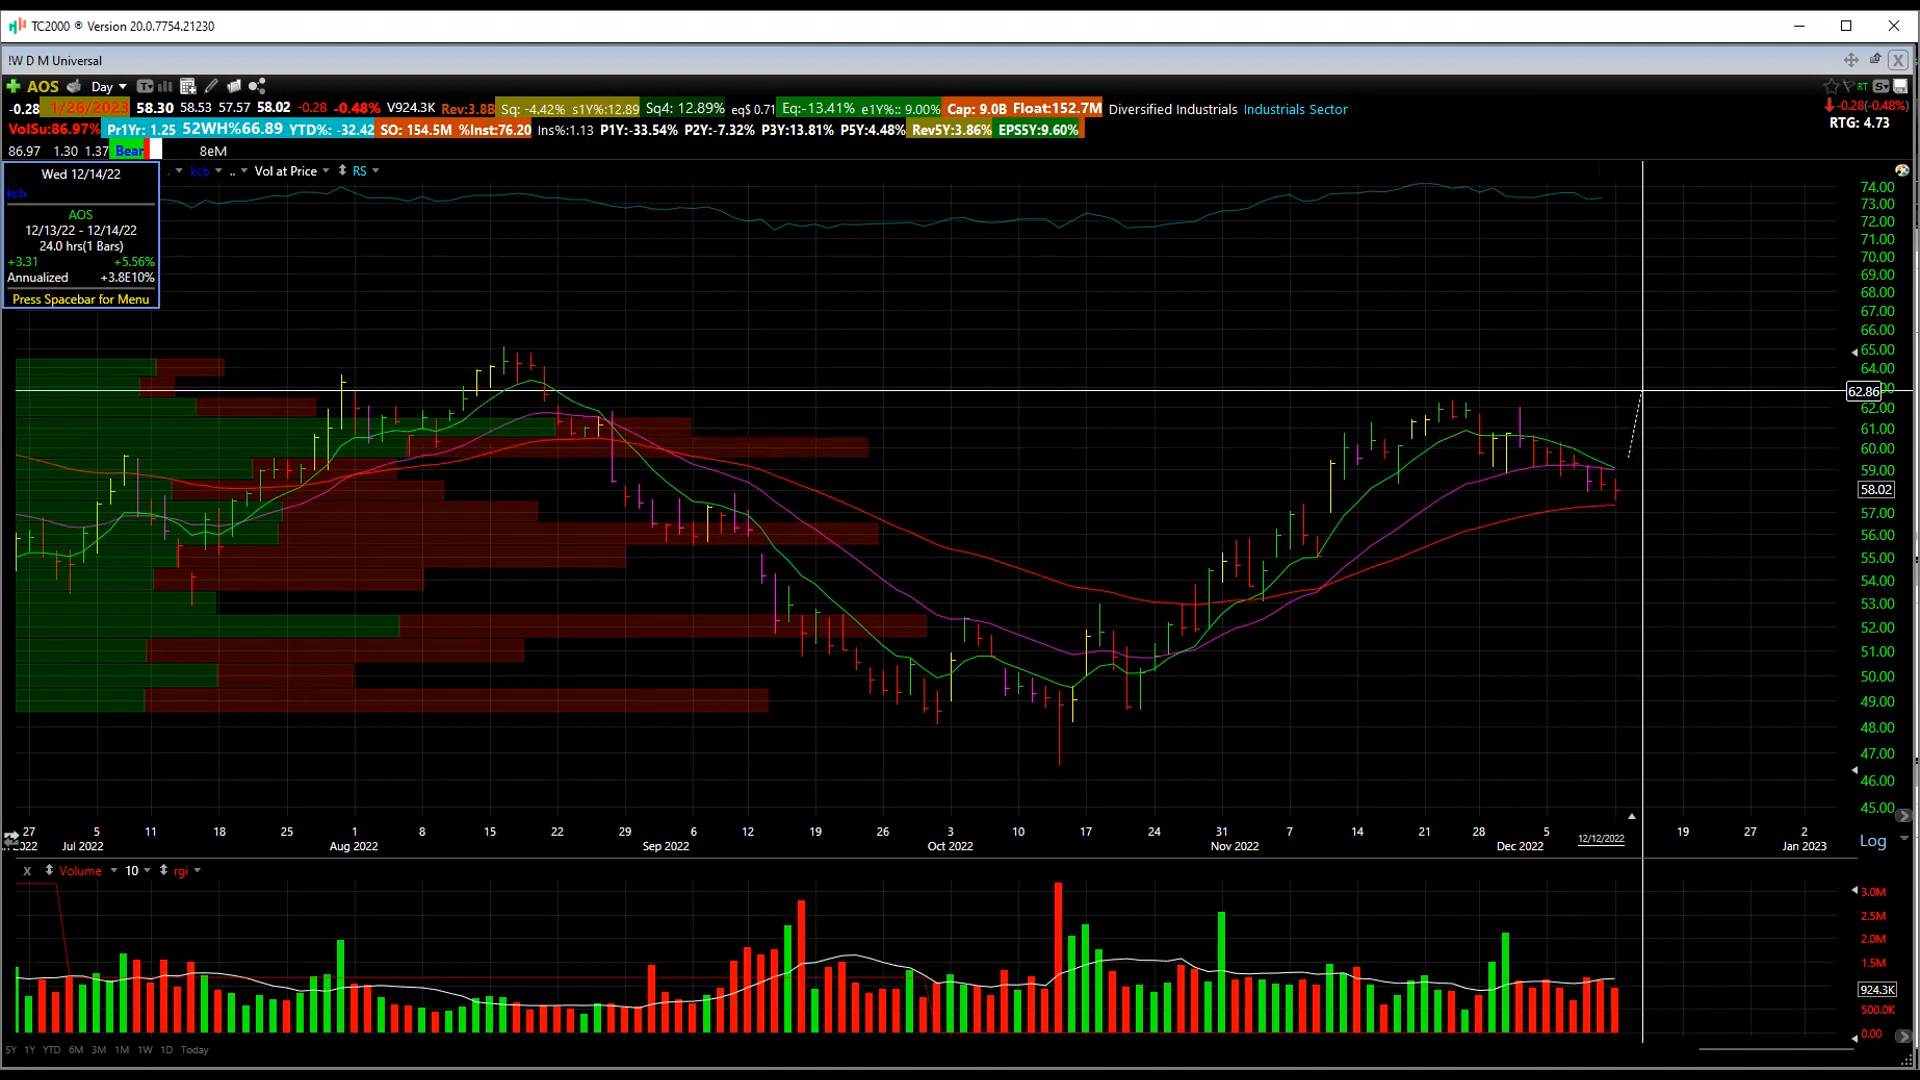 TC2000 ® Version 20.0.7754.21230
!W D M Universal
AOS Day
RT
-0.28 1/26/2023 58.30 58.53 57.57 58.02 -0.28 -0.48% V924.3K Rev:3.8B Sq: -4.42% s1Y%:12.89 Sq4: 12.89% eq$ 0.71 Eq:-13.41% e1Y%:: 9.00% Cap: 9.0B Float:152.7M Diversified Industrials Industrials Sector -0.28(-0.48%)
VolSu:86.97% Pr1Yr: 1.25 52WH%66.89 YTD%: -32.42 SO: 154.5M %Inst:76.20 Ins%:1.13 P1Y:-33.54% P2Y:-7.32% P3Y:13.81% P5Y:4.48% Rev5Y:3.86% EPS5Y:9.60% RTG: 4.73
86.97 1.30 1.37 Bear 8eM
kcb .. Vol at Price RS
Wed 12/14/22
kcb
AOS
12/13/22 - 12/14/22
24.0 hrs(1 Bars)
+3.31 +5.56%
Annualized +3.8E10%
Press Spacebar for Menu
74.00
73.00
72.00
71.00
70.00
69.00
68.00
67.00
66.00
65.00
64.00
62.86
62.00
61.00
60.00
59.00
58.02
57.00
56.00
55.00
54.00
53.00
52.00
51.00
50.00
49.00
48.00
47.00
46.00
45.00
27 5 11 18 25 1 8 15 22 29 6 12 19 26 3 10 17 24 31 7 14 21 28 5 12/12/2022 19 27 2
2022 Jul 2022 Aug 2022 Sep 2022 Oct 2022 Nov 2022 Dec 2022 Jan 2023
Log
X Volume 10 rgi
3.0M
2.5M
2.0M
1.5M
924.3K
500.0K
0.00
5Y 1Y YTD 6M 3M 1M 1W 1D Today